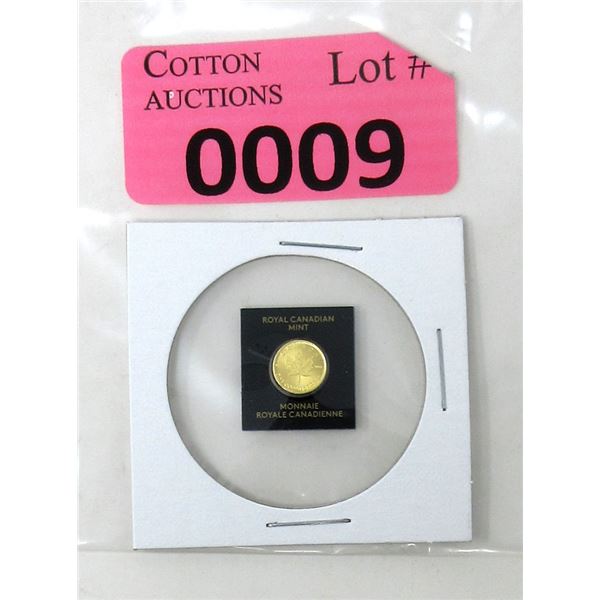 COTTON
AUCTIONS
Lot #
0009
ROYAL CANADIAN
MINT
MONNAIE
ROYALE CANADIENNE